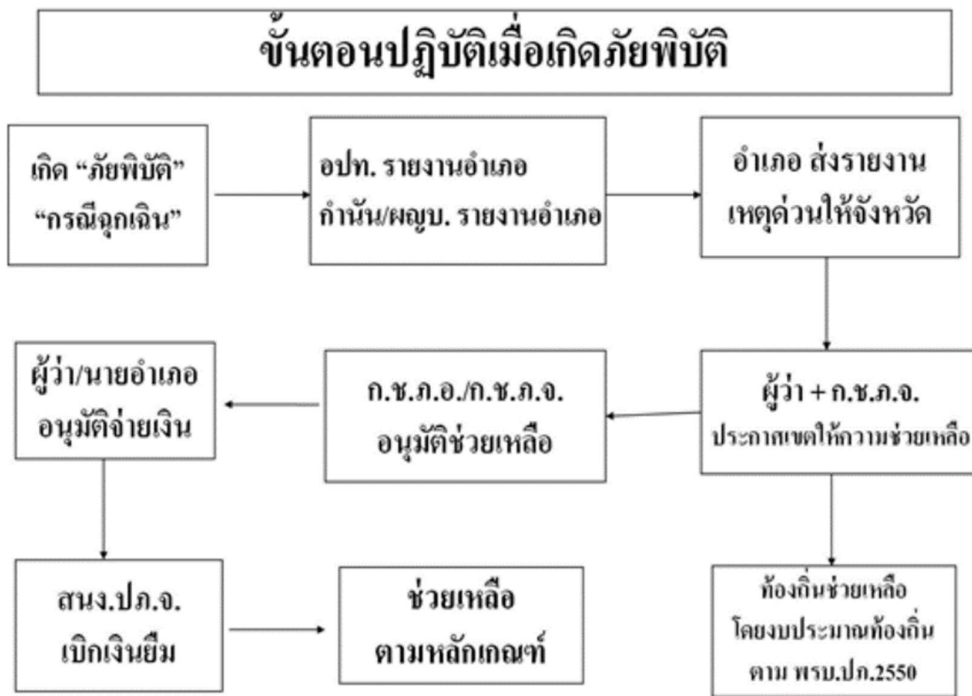 ขั้นตอนปฏิบัติเมื่อเกิดภัยพิบัติ
เกิด “ภัยพิบัติ”
“กรณีฉุกเฉิน”
อปท. รายงานอำเภอ
กำนัน/ผญบ. รายงานอำเภอ
อำเภอ ส่งรายงาน
เหตุด่วนให้จังหวัด
ผู้ว่า + ก.ช.ภ.จ.
ประกาศเขตให้ความช่วยเหลือ
ก.ช.ภ.อ./ก.ช.ภ.จ.
อนุมัติช่วยเหลือ
ผู้ว่า/นายอำเภอ
อนุมัติจ่ายเงิน
สนง.ปภ.จ.
เบิกเงินยืม
ช่วยเหลือ
ตามหลักเกณฑ์
ท้องถิ่นช่วยเหลือ
โดยงบประมาณท้องถิ่น
ตาม พรบ.ปภ.2550